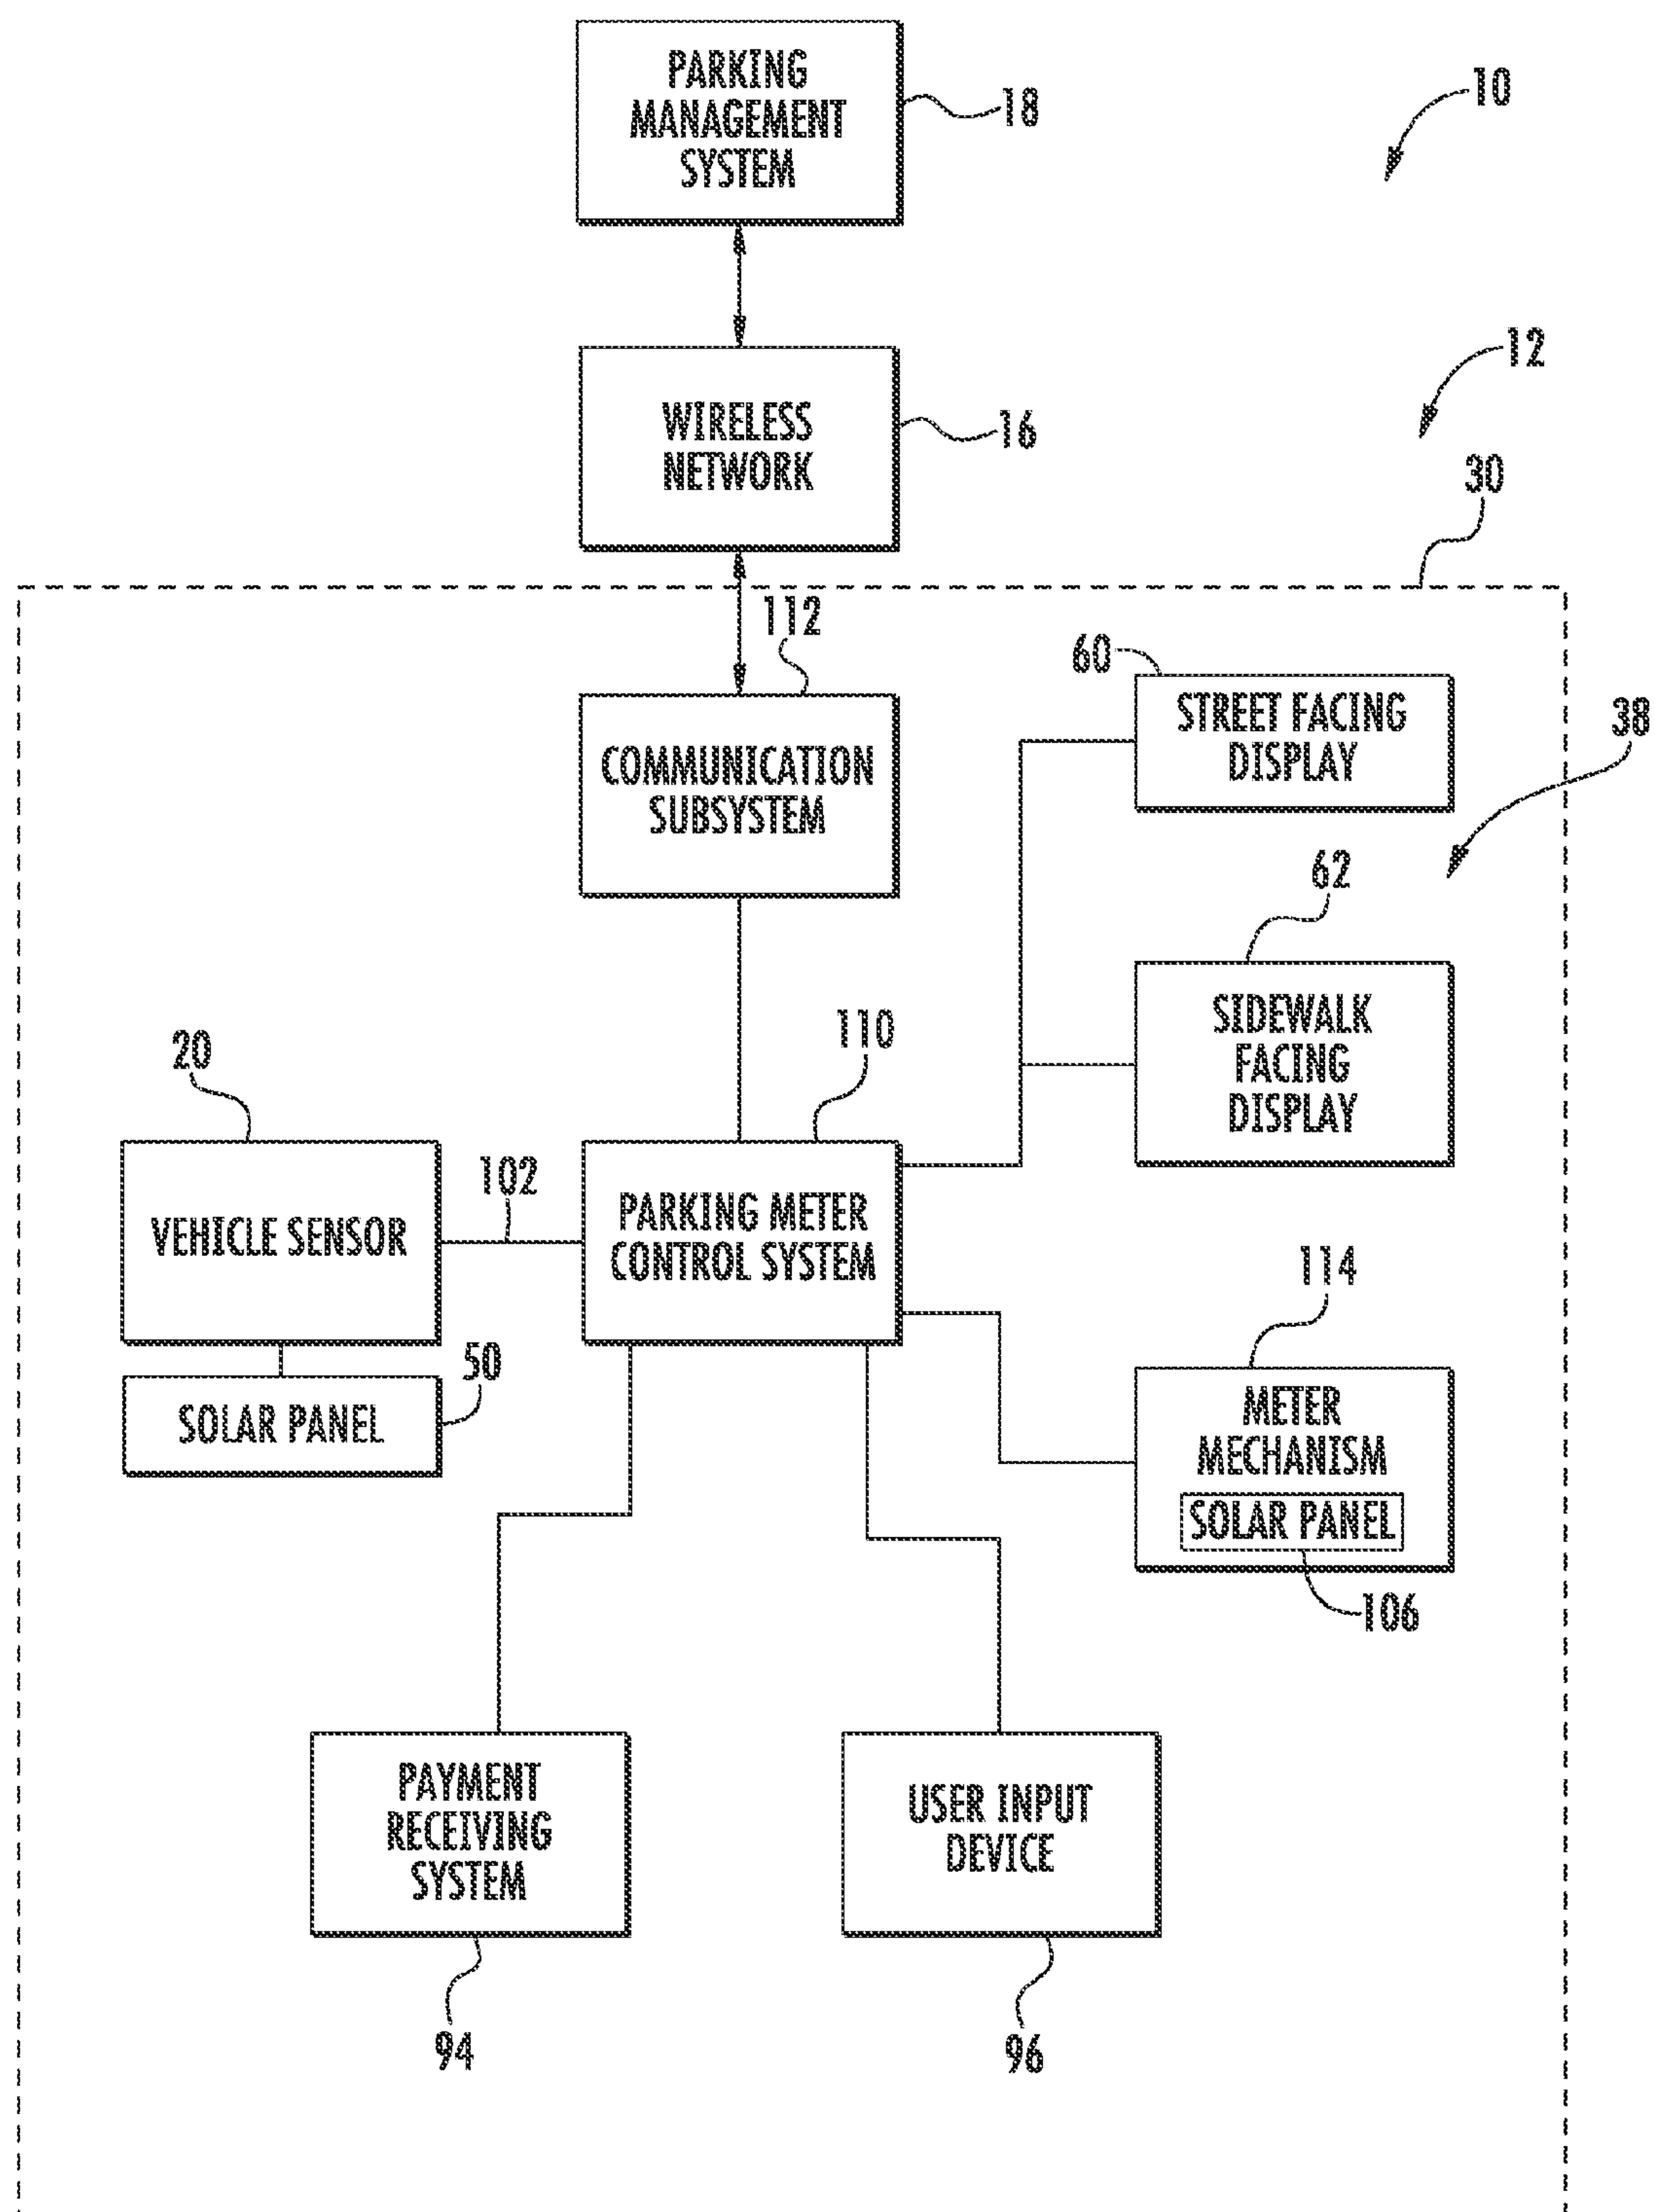 PARKING
MANAGEMENT
SYSTEM
18
10
WIRELESS
NETWORK
16
12
30
112
COMMUNICATION
SUBSYSTEM
60
STREET FACING
DISPLAY
38
62
SIDEWALK
FACING
DISPLAY
20
VEHICLE SENSOR
102
110
PARKING METER
CONTROL SYSTEM
50
SOLAR PANEL
114
METER
MECHANISM
SOLAR PANEL
106
PAYMENT
RECEIVING
SYSTEM
94
USER INPUT
DEVICE
96